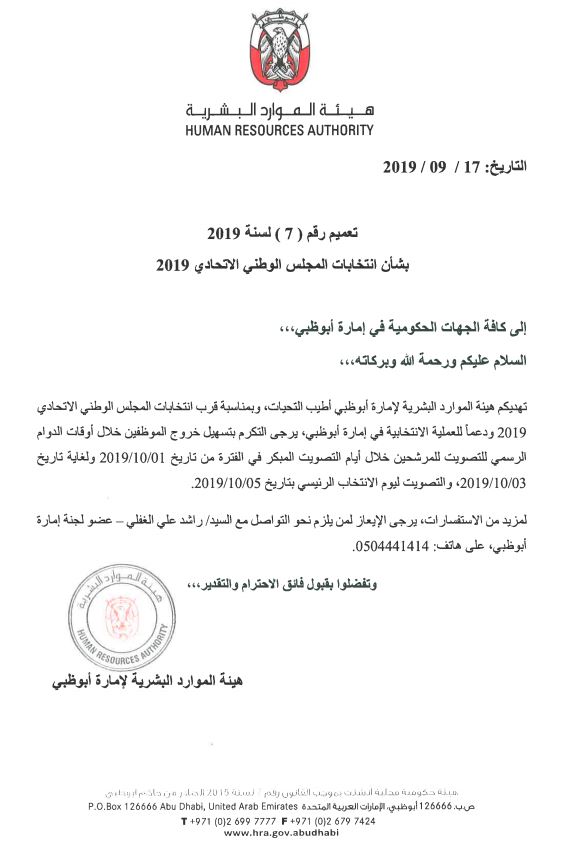 هيئة الموارد البشرية
HUMAN RESOURCES AUTHORITY
التاريخ: 17 / 09 / 2019
تعميم رقم ( 7 ) لسنة 2019
بشأن انتخابات المجلس الوطني الاتحادي 2019
إلى كافة الجهات الحكومية في إمارة أبوظبي،،،
السلام عليكم ورحمة الله وبركاته،،،
تهديكم هيئة الموارد البشرية لإمارة أبوظبي أطيب التحيات، وبمناسبة قرب انتخابات المجلس الوطني الاتحادي
2019 ودعماً للعملية الانتخابية في إمارة أبوظبي، يرجى التكرم بتسهيل خروج الموظفين خلال أوقات الدوام
الرسمي للتصويت للمرشحين خلال أيام التصويت المبكر في الفترة من تاريخ 2019/10/01 ولغاية تاريخ
2019/10/03، والتصويت ليوم الانتخاب الرئيسي بتاريخ 2019/10/05.
لمزيد من الاستفسارات، يرجى الإيعاز لمن يلزم نحو التواصل مع السيد/ راشد علي الغفلي – عضو لجنة إمارة
أبوظبي، على هاتف: 0504441414.
وتفضلوا بقبول فائق الاحترام والتقدير،،،
هيئة الموارد البشرية
HUMAN RESOURCES AUTHORITY
هيئة الموارد البشرية لإمارة أبوظبي
هيئة حكومية محلية أنشئت بموجب القانون رقم لسنة 2015 الصادر من حاكم أبوظبي
P.O.Box 126666 Abu Dhabi, United Arab Emirates ص.ب. 126666 أبوظبي، الإمارات العربية المتحدة
T +971 (0)2 699 7777 F +971 (0)2 679 7424
www.hra.gov.abudhabi